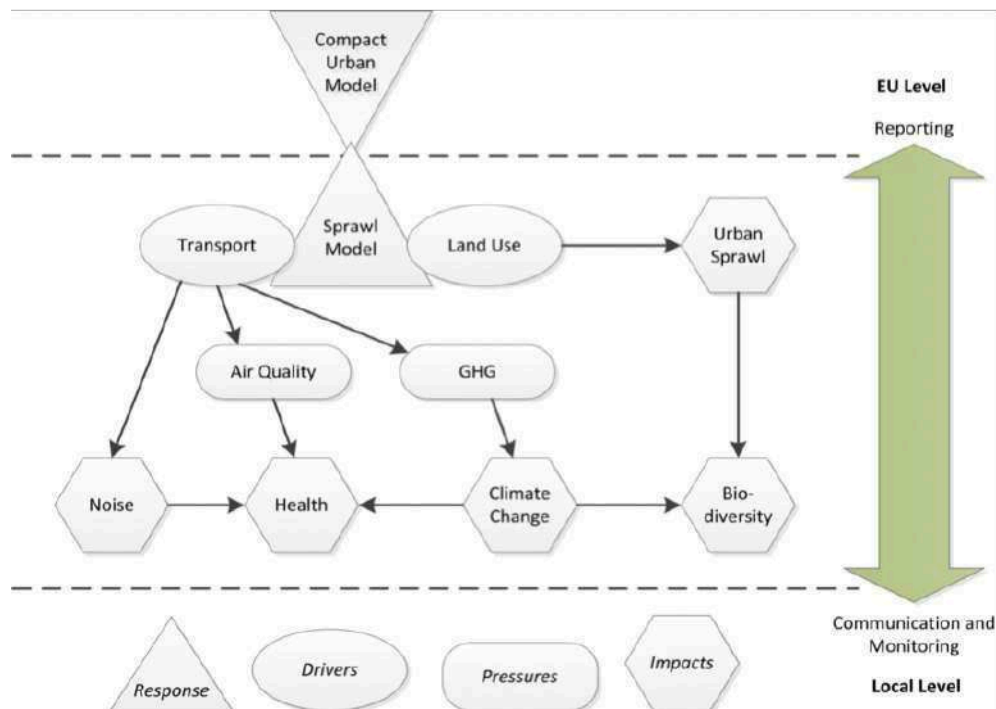 Compact
Urban
Model
EU Level
Reporting
Transport
Sprawl
Model
Land Use
Urban
Sprawl
Air Quality
GHG
Noise
Health
Climate
Change
Bio-
diversity
Communication and
Monitoring
Local Level
Response
Drivers
Pressures
Impacts